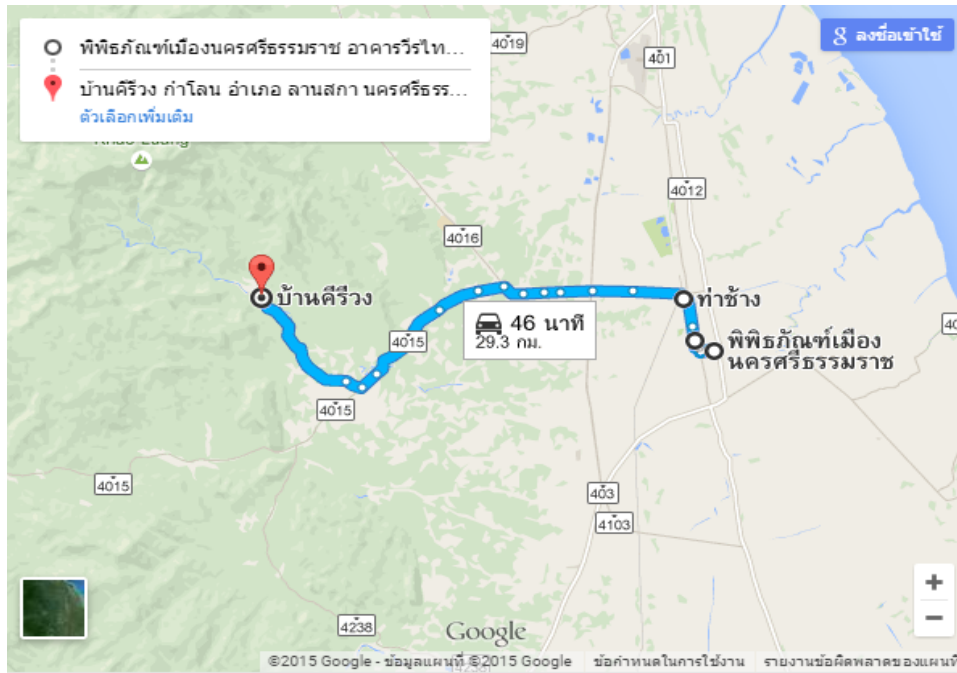 พิพิธภัณฑ์เมืองนครศรีธรรมราช อาคารวีรไท...
บ้านคีรีวง กำโลน อำเภอ ลานสกา นครศรีธรร...
ตัวเลือกเพิ่มเติม
ลงชื่อเข้าใช้
4019
401
Khao Luang
4012
4016
บ้านคีรีวง
ท่าช้าง
46 นาที
29.3 กม.
4015
พิพิธภัณฑ์เมือง
นครศรีธรรมราช
4015
4015
403
4103
4238
Google
©2015 Google - ข้อมูลแผนที่ ©2015 Google
ข้อกำหนดในการใช้งาน
รายงานข้อผิดพลาดของแผนที่